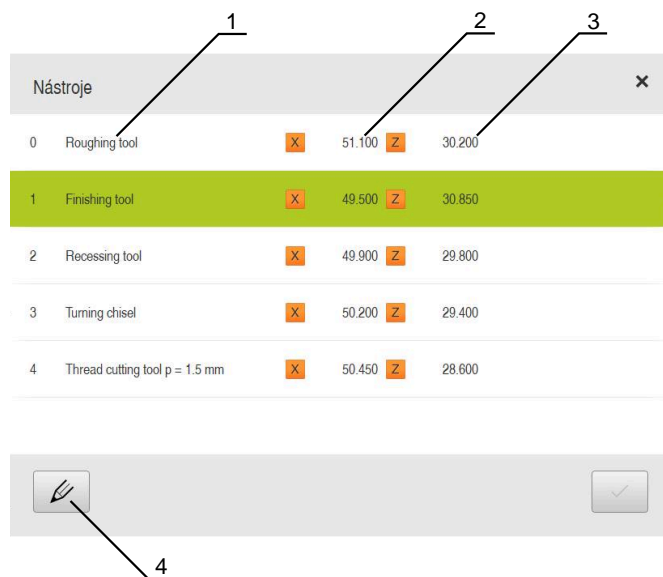 1 2 3
Nástroje ×
0 Roughing tool X 51.100 Z 30.200
1 Finishing tool X 49.500 Z 30.850
2 Recessing tool X 49.900 Z 29.800
3 Turning chisel X 50.200 Z 29.400
4 Thread cutting tool p = 1.5 mm X 50.450 Z 28.600
4